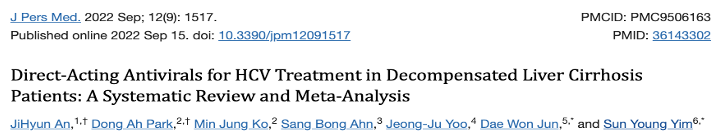 J Pers Med. 2022 Sep; 12(9): 1517. PMCID: PMC9506163
Published online 2022 Sep 15. doi: 10.3390/jpm12091517 PMID: 36143302
Direct-Acting Antivirals for HCV Treatment in Decompensated Liver Cirrhosis
Patients: A Systematic Review and Meta-Analysis
JiHyun An,1,† Dong Ah Park,2,† Min Jung Ko,2 Sang Bong Ahn,3 Jeong-Ju Yoo,4 Dae Won Jun,5,* and Sun Young Yim6,*